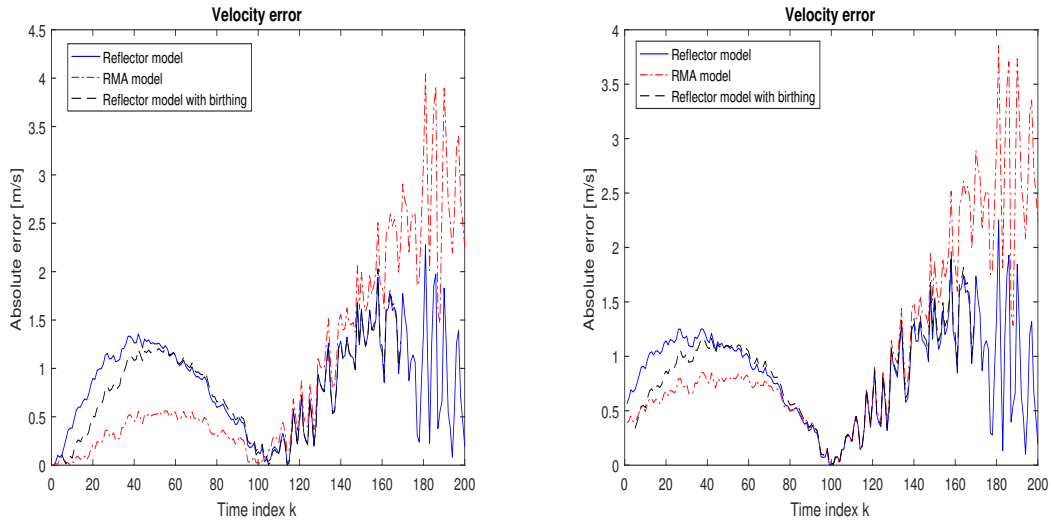 Velocity error
4.5
4
3.5
3
2.5
2
1.5
1
0.5
0
Absolute error [m/s]
Reflector model
RMA model
Reflector model with birthing
0 20 40 60 80 100 120 140 160 180 200
Time index k
Velocity error
4
3.5
3
2.5
2
1.5
1
0.5
0
Absolute error [m/s]
Reflector model
RMA model
Reflector model with birthing
0 20 40 60 80 100 120 140 160 180 200
Time index k